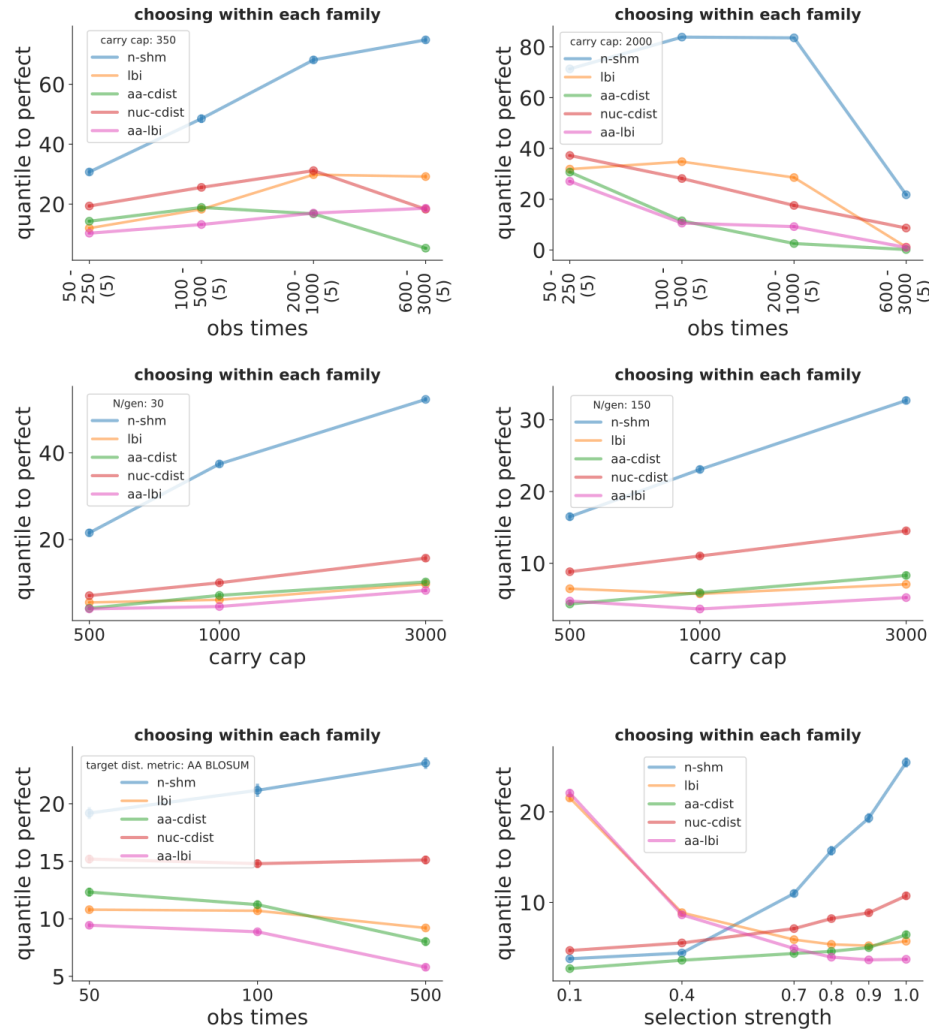 choosing within each family
carry cap: 350
n-shm
lbi
aa-cdist
nuc-cdist
aa-lbi
quantile to perfect
60
40
20
50 -
250
(5)
100 -
500
(5)
200 -
1000
(5)
600 -
3000
(5)
obs times
choosing within each family
carry cap: 2000
n-shm
lbi
aa-cdist
nuc-cdist
aa-lbi
quantile to perfect
80
60
40
20
0
50 -
250
(5)
100 -
500
(5)
200 -
1000
(5)
600 -
3000
(5)
obs times
choosing within each family
N/gen: 30
n-shm
lbi
aa-cdist
nuc-cdist
aa-lbi
quantile to perfect
40
20
500
1000
3000
carry cap
choosing within each family
N/gen: 150
n-shm
lbi
aa-cdist
nuc-cdist
aa-lbi
quantile to perfect
30
20
10
500
1000
3000
carry cap
choosing within each family
target dist. metric: AA BLOSUM
n-shm
lbi
aa-cdist
nuc-cdist
aa-lbi
quantile to perfect
20
15
10
5
50
100
500
obs times
choosing within each family
n-shm
lbi
aa-cdist
nuc-cdist
aa-lbi
quantile to perfect
20
10
0.1
0.4
0.7
0.8
0.9
1.0
selection strength